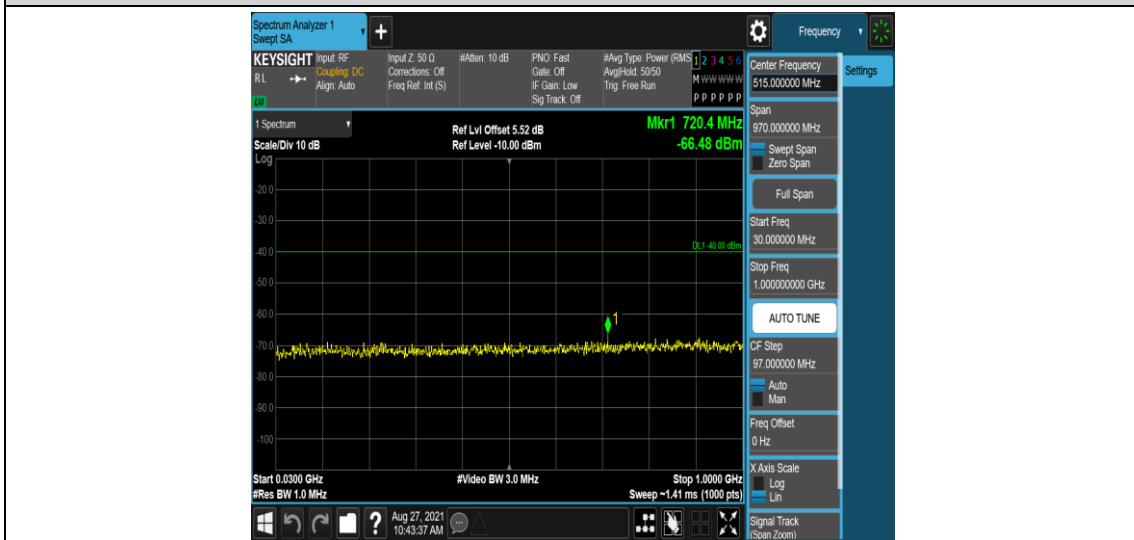 Spectrum Analyzer 1
Swept SA
+
Frequency
KEYSIGHT
RL
LXI
Input: RF
Coupling: DC
Align: Auto
Input Z: 50 Ω
Corrections: Off
Freq Ref: Int (S)
#Atten: 10 dB
PNO: Fast
Gate: Off
IF Gain: Low
Sig Track: Off
#Avg Type: Power (RMS
Avg|Hold: 50/50
Trig: Free Run
1 2 3 4 5 6
M W W W W W
P P P P P P
1 Spectrum
Scale/Div 10 dB
Log
Ref Lvl Offset 5.52 dB
Ref Level -10.00 dBm
Mkr1 720.4 MHz
-66.48 dBm
-20.0
-30.0
DL1 -40.00 dBm
-40.0
-50.0
-60.0
1
-70.0
-80.0
-90.0
-100
Start 0.0300 GHz
#Res BW 1.0 MHz
#Video BW 3.0 MHz
Stop 1.0000 GHz
Sweep ~1.41 ms (1000 pts)
Center Frequency
515.000000 MHz
Settings
Span
970.000000 MHz
Swept Span
Zero Span
Full Span
Start Freq
30.000000 MHz
Stop Freq
1.000000000 GHz
AUTO TUNE
CF Step
97.000000 MHz
Auto
Man
Freq Offset
0 Hz
X Axis Scale
Log
Lin
Signal Track
(Span Zoom)
?
Aug 27, 2021
10:43:37 AM